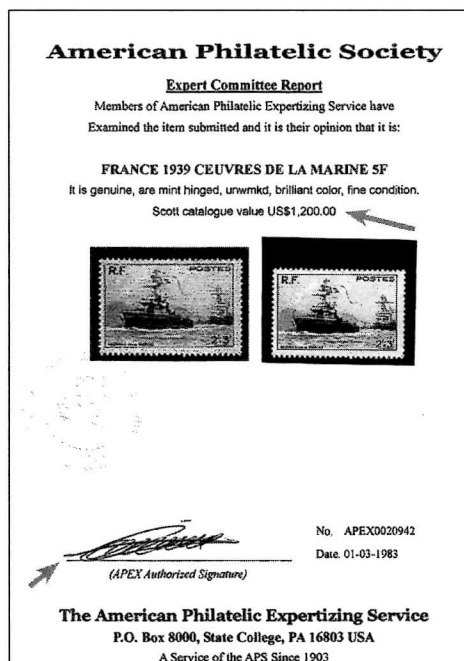 American Philatelic Society
Expert Committee Report
Members of American Philatelic Expertizing Service have
Examined the item submitted and it is their opinion that it is:
FRANCE 1939 CEUVRES DE LA MARINE 5F
It is genuine, are mint hinged, unwmkd, brilliant color, fine condition.
Scott catalogue value US$1,200.00
R.F. POSTES
2+3
R.F. POSTES
2+3
No. APEX0020942
Date. 01-03-1983
(APEX Authorized Signature)
The American Philatelic Expertizing Service
P.O. Box 8000, State College, PA 16803 USA
A Service of the APS Since 1903